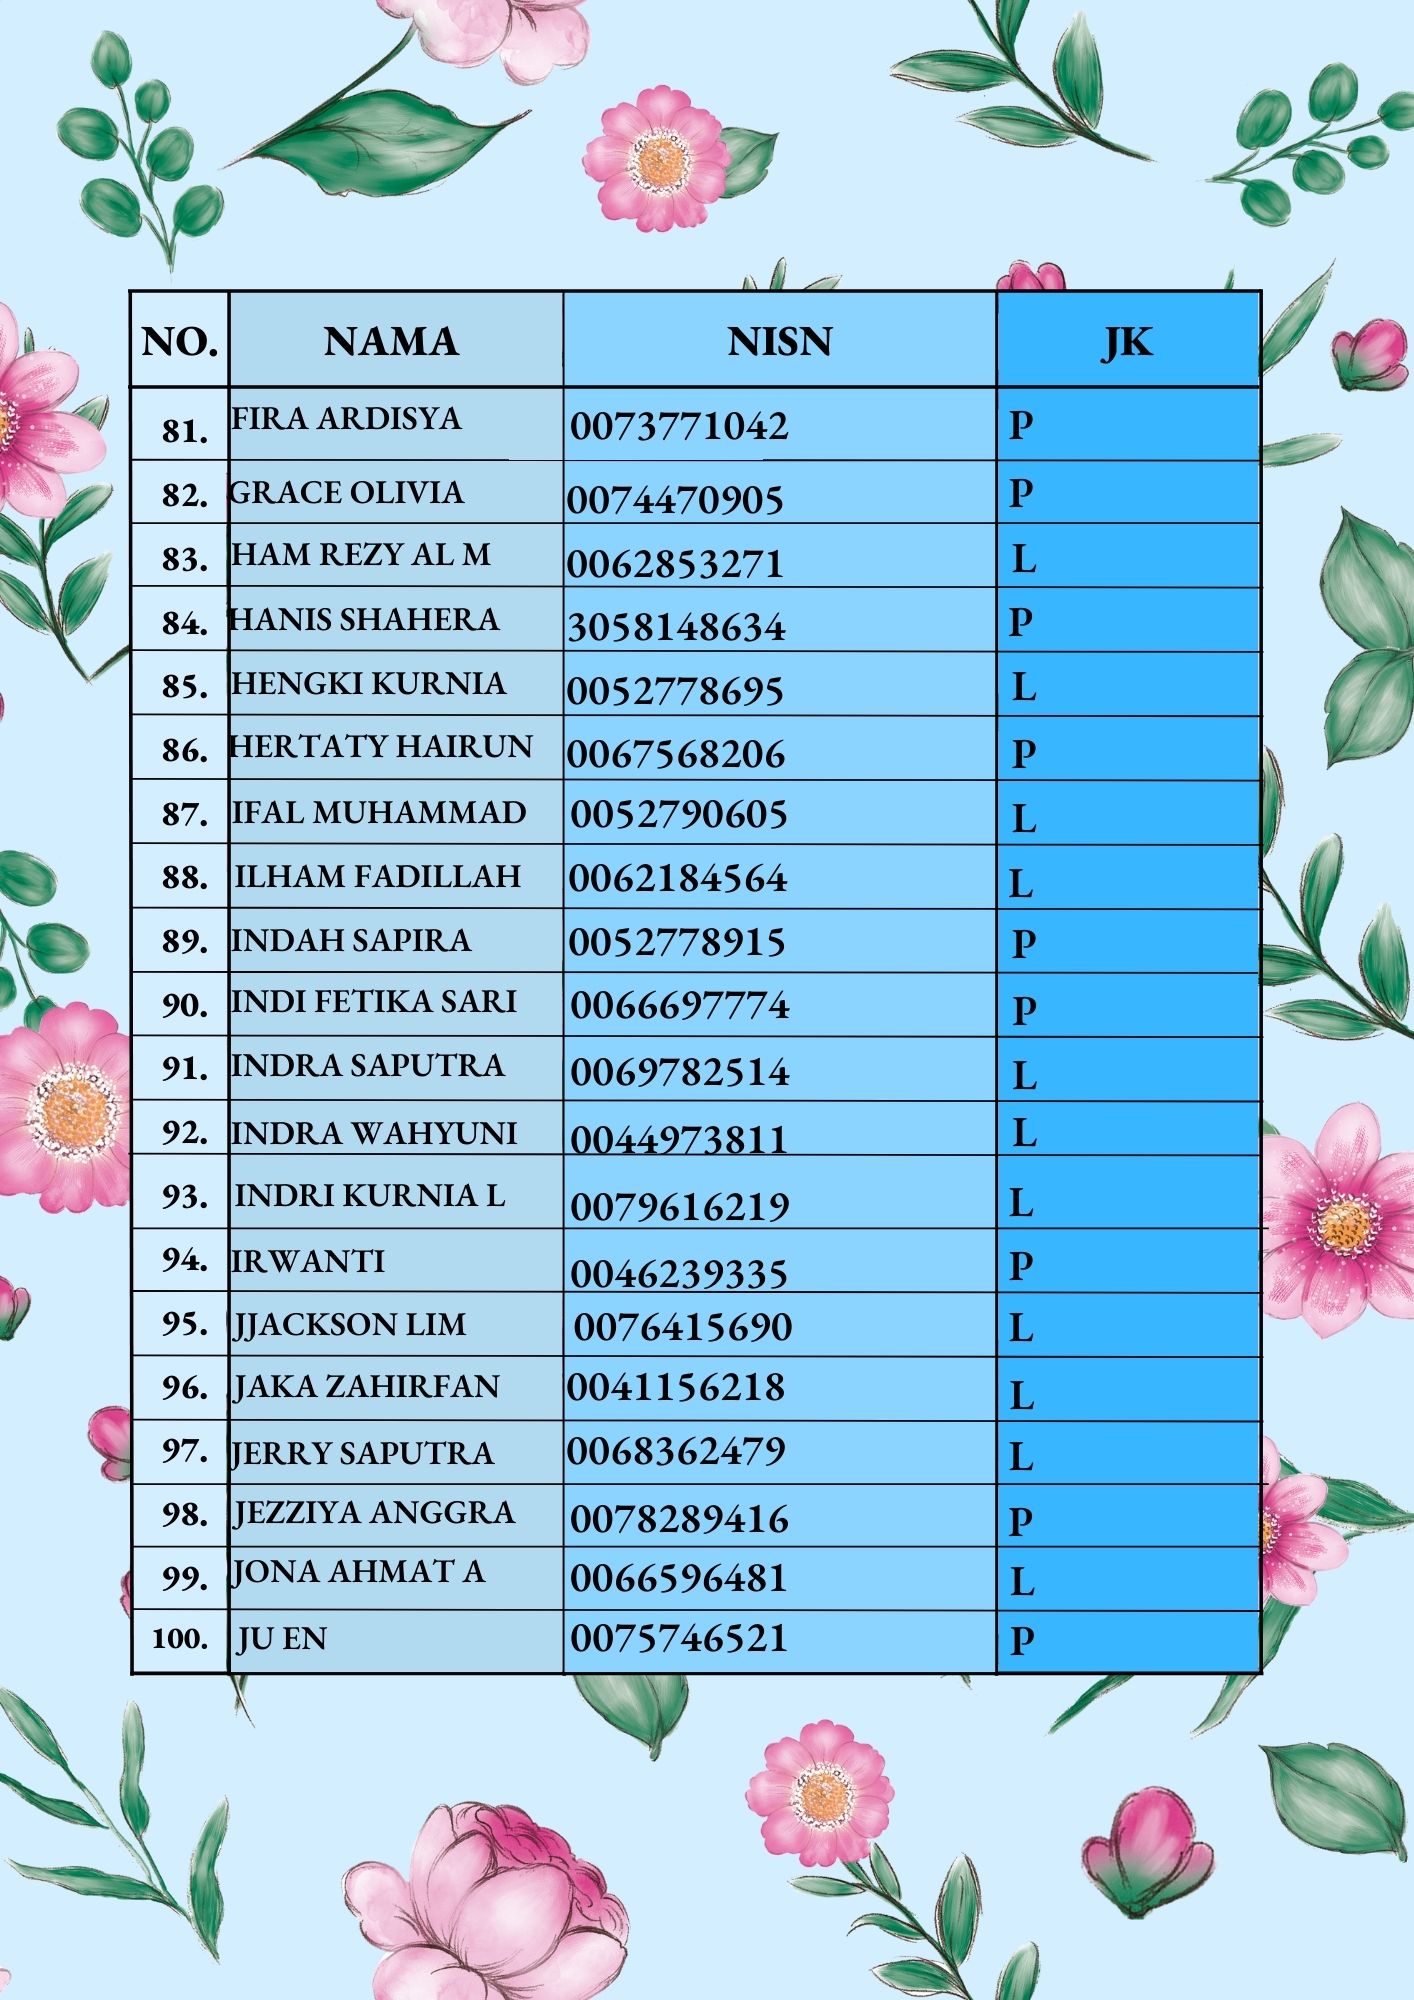 NO. NAMA NISN JK
81. FIRA ARDISYA 0073771042 P
82. GRACE OLIVIA 0074470905 P
83. HAM REZY AL M 0062853271 L
84. HANIS SHAHERA 3058148634 P
85. HENGKI KURNIA 0052778695 L
86. HERTATY HAIRUN 0067568206 P
87. IFAL MUHAMMAD 0052790605 L
88. ILHAM FADILLAH 0062184564 L
89. INDAH SAPIRA 0052778915 P
90. INDI FETIKA SARI 0066697774 P
91. INDRA SAPUTRA 0069782514 L
92. INDRA WAHYUNI 0044973811 L
93. INDRI KURNIA L 0079616219 L
94. IRWANTI 0046239335 P
95. JJACKSON LIM 0076415690 L
96. JAKA ZAHIRFAN 0041156218 L
97. JERRY SAPUTRA 0068362479 L
98. JEZZIYA ANGGRA 0078289416 P
99. JONA AHMAT A 0066596481 L
100. JU EN 0075746521 P